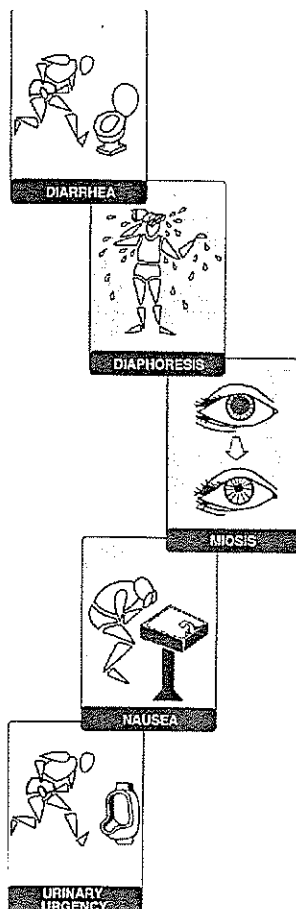 DIARRHEA
DIAPHORESIS
MIOSIS
NAUSEA
URINARY
URGENCY